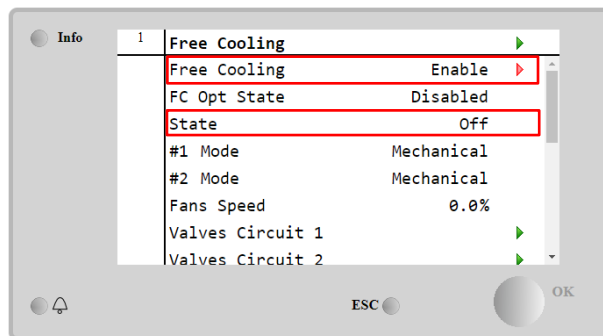 Info
1 Free Cooling
Free Cooling Enable
FC Opt State Disabled
State Off
#1 Mode Mechanical
#2 Mode Mechanical
Fans Speed 0.0%
Valves Circuit 1
Valves Circuit 2
ESC
OK